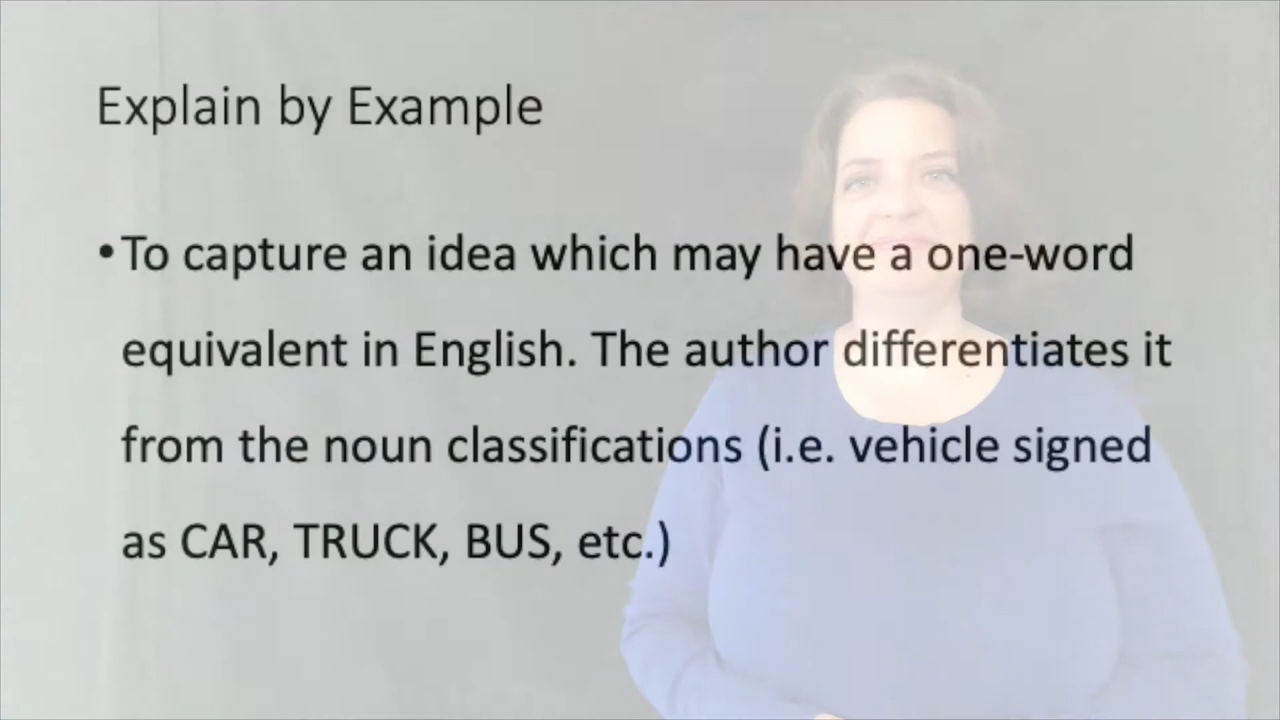 Explain by Example
•To capture an idea which may have a one-word
equivalent in English. The author differentiates it
from the noun classifications (i.e. vehicle signed
as CAR, TRUCK, BUS, etc.)